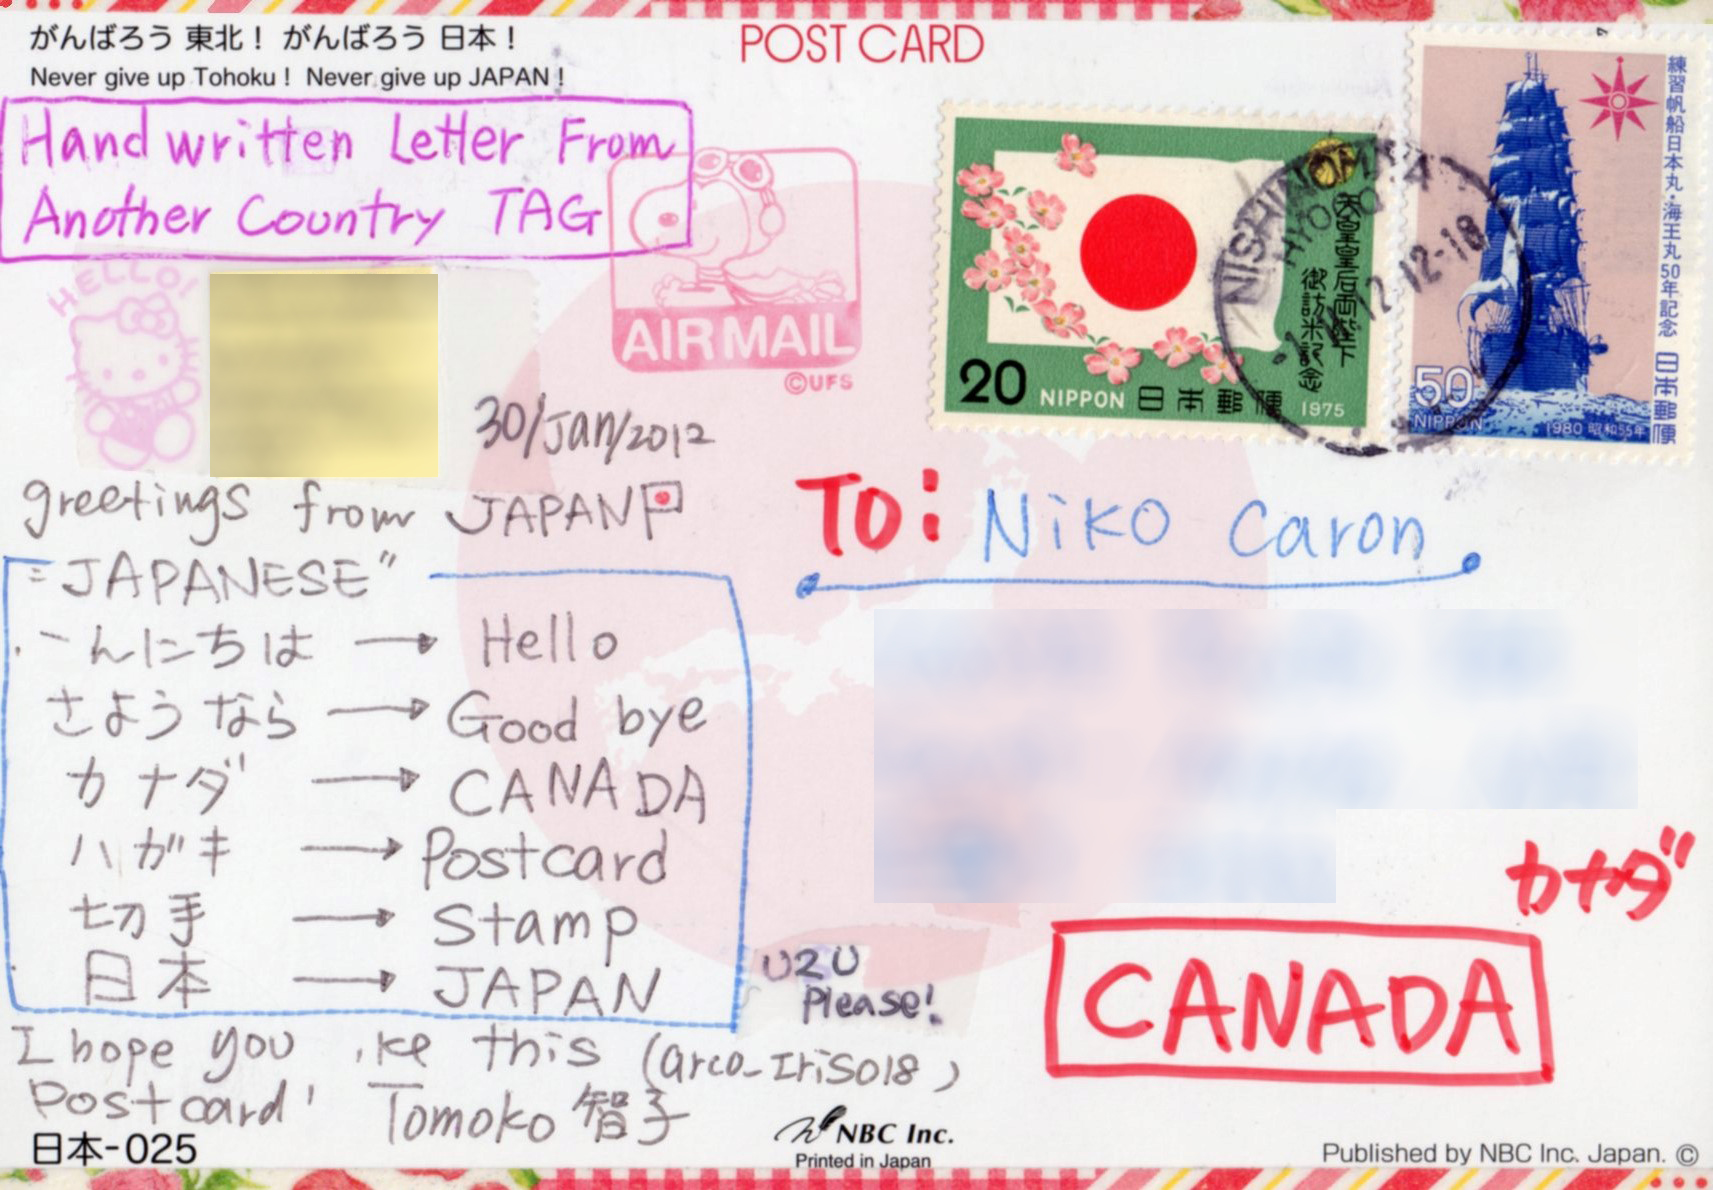 がんばろう 東北！ がんばろう 日本！
Never give up Tohoku！ Never give up JAPAN！
POST CARD
Hand written Letter From
Another Country TAG
HELLO!
AIR MAIL
©UFS
天皇皇后両陛下
御訪米記念
20 NIPPON 日本郵便 1975
練習帆船日本丸・海王丸50年記念 日本郵便
50
NIPPON
1980 昭和55年
NISHINOMIYA
HYOGO
12.12-18
30/Jan/2012
greetings from JAPAN
"JAPANESE"
こんにちは → Hello
さようなら → Good bye
カナダ → CANADA
ハガキ → Postcard
切手 → Stamp
日本 → JAPAN
I hope you like this (arco_Iris018)
Postcard!
Tomoko 智子
U2U
Please!
TO: Niko Caron
カナダ
CANADA
日本-025
NBC Inc.
Printed in Japan
Published by NBC Inc. Japan. ©